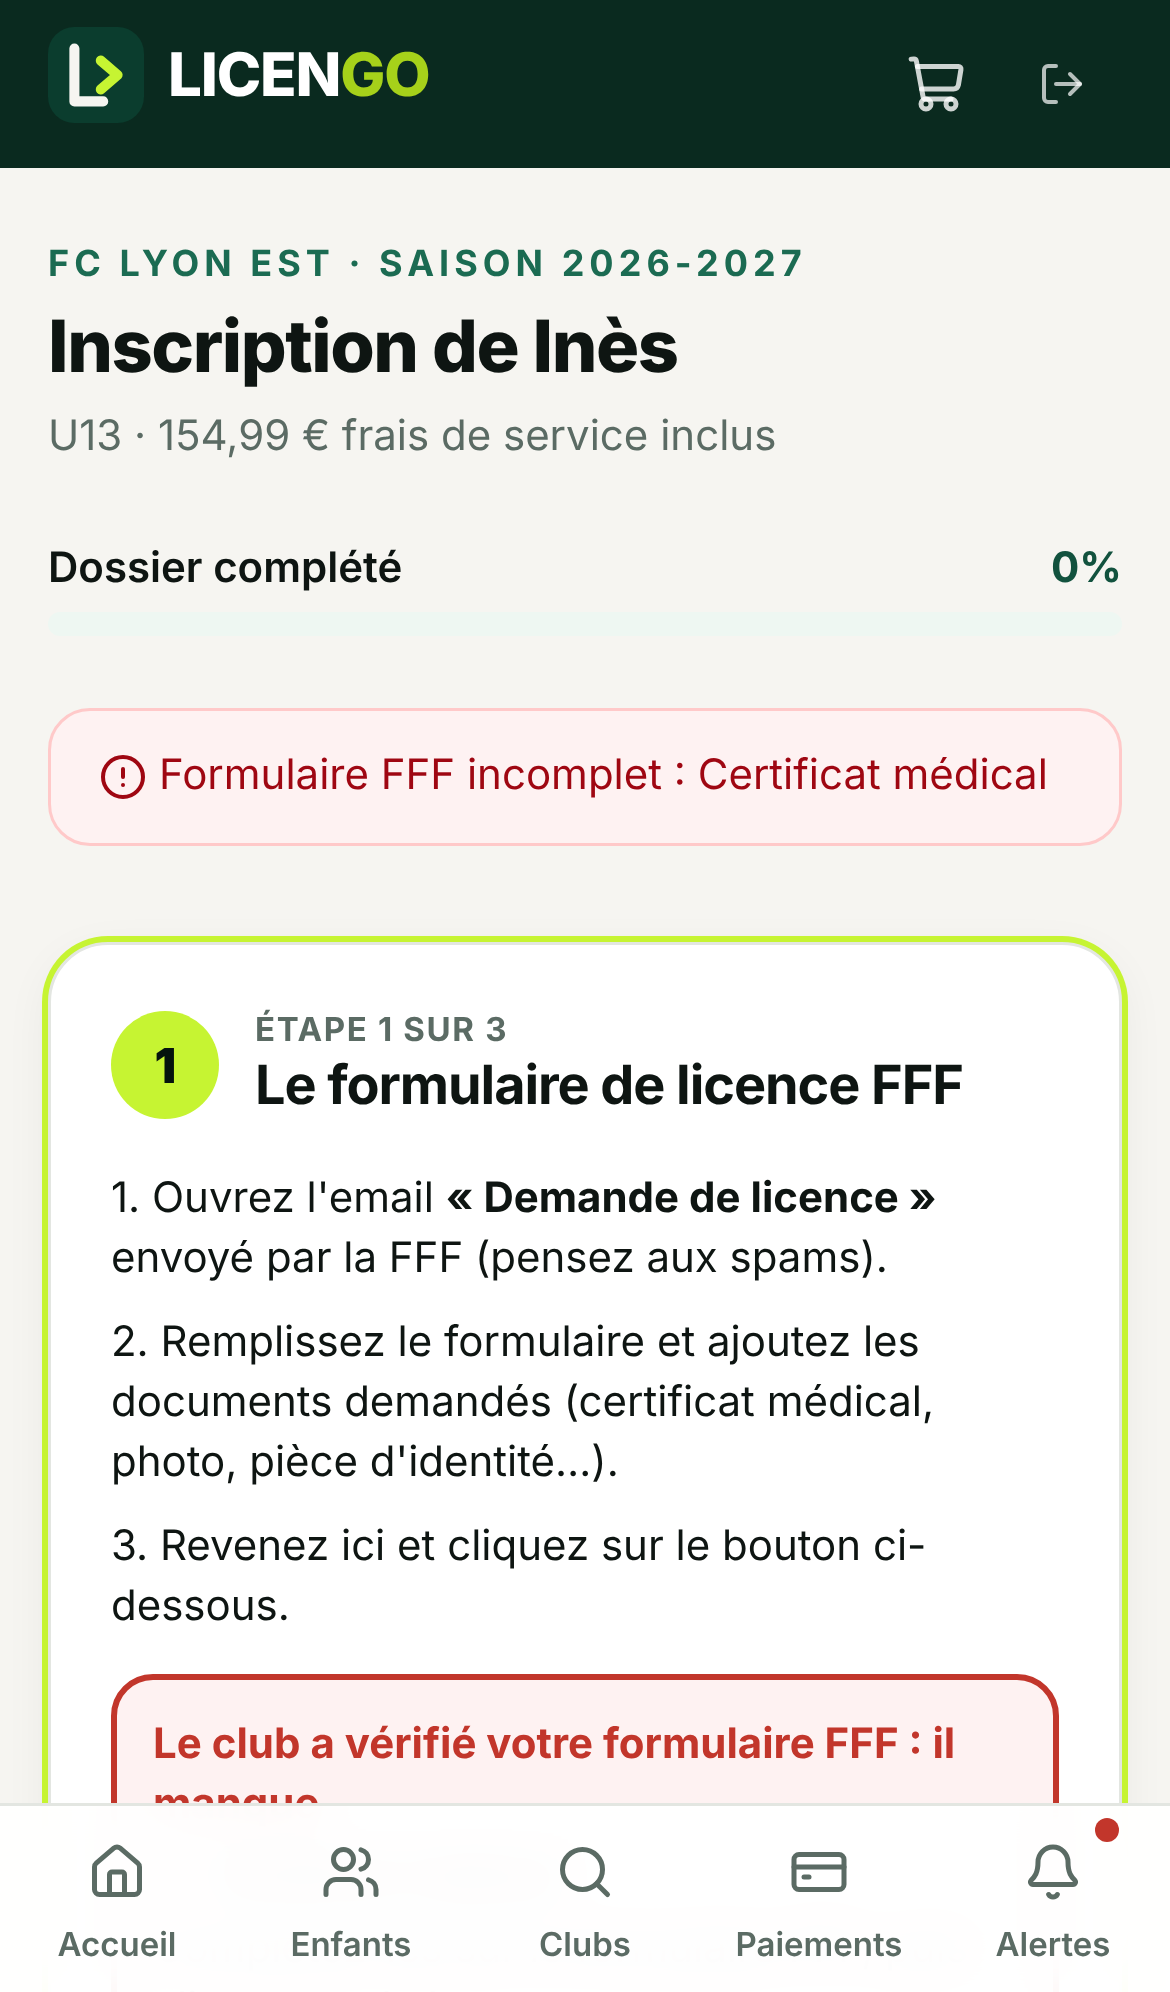 LICENGO
FC LYON EST · SAISON 2026-2027
Inscription de Inès
U13 · 154,99 € frais de service inclus
Dossier complété 0%
Formulaire FFF incomplet : Certificat médical
1
ÉTAPE 1 SUR 3
Le formulaire de licence FFF
1. Ouvrez l'email « Demande de licence »
envoyé par la FFF (pensez aux spams).
2. Remplissez le formulaire et ajoutez les
documents demandés (certificat médical,
photo, pièce d'identité…).
3. Revenez ici et cliquez sur le bouton ci-
dessous.
Le club a vérifié votre formulaire FFF : il
manque
Accueil Enfants Clubs Paiements Alertes